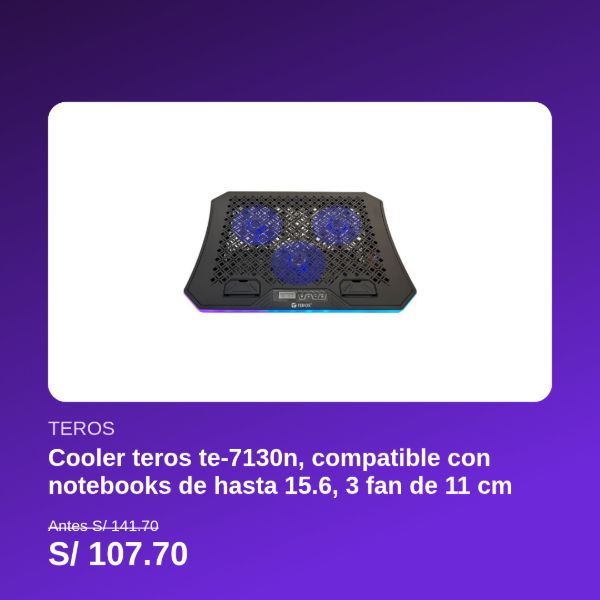 TEROS
TEROS
Cooler teros te-7130n, compatible con
notebooks de hasta 15.6, 3 fan de 11 cm
Antes S/ 141.70
S/ 107.70